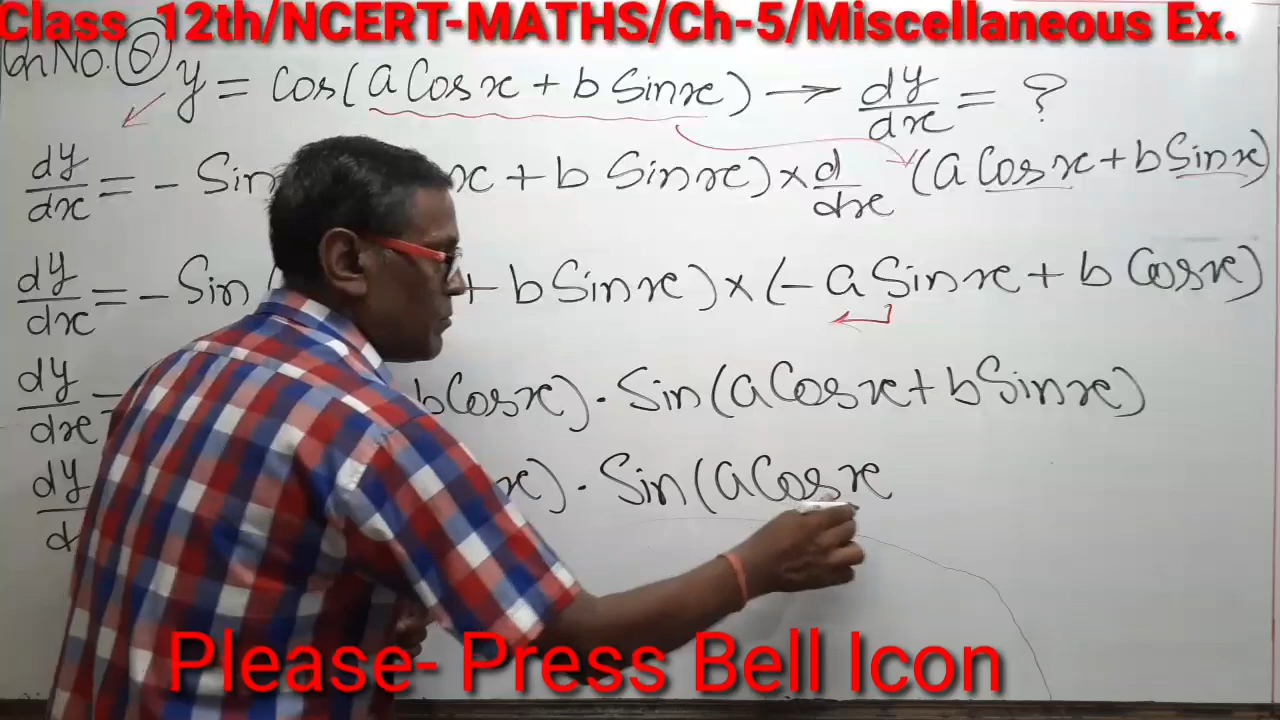 Class 12th/NCERT-MATHS/Ch-5/Miscellaneous Ex.
No. 6 y = cos(a Cos x + b Sin x) → dy/dx = ?
dy/dx = - Sin x + b Sin x) × d/dx (a Cos x + b Sin x)
dy/dx = - Sin ( + b Sin x) × (- a Sin x + b Cos x)
dy/dx = b Cos x) · Sin (a Cos x + b Sin x)
dy x) · Sin (a Cos x
Please- Press Bell Icon